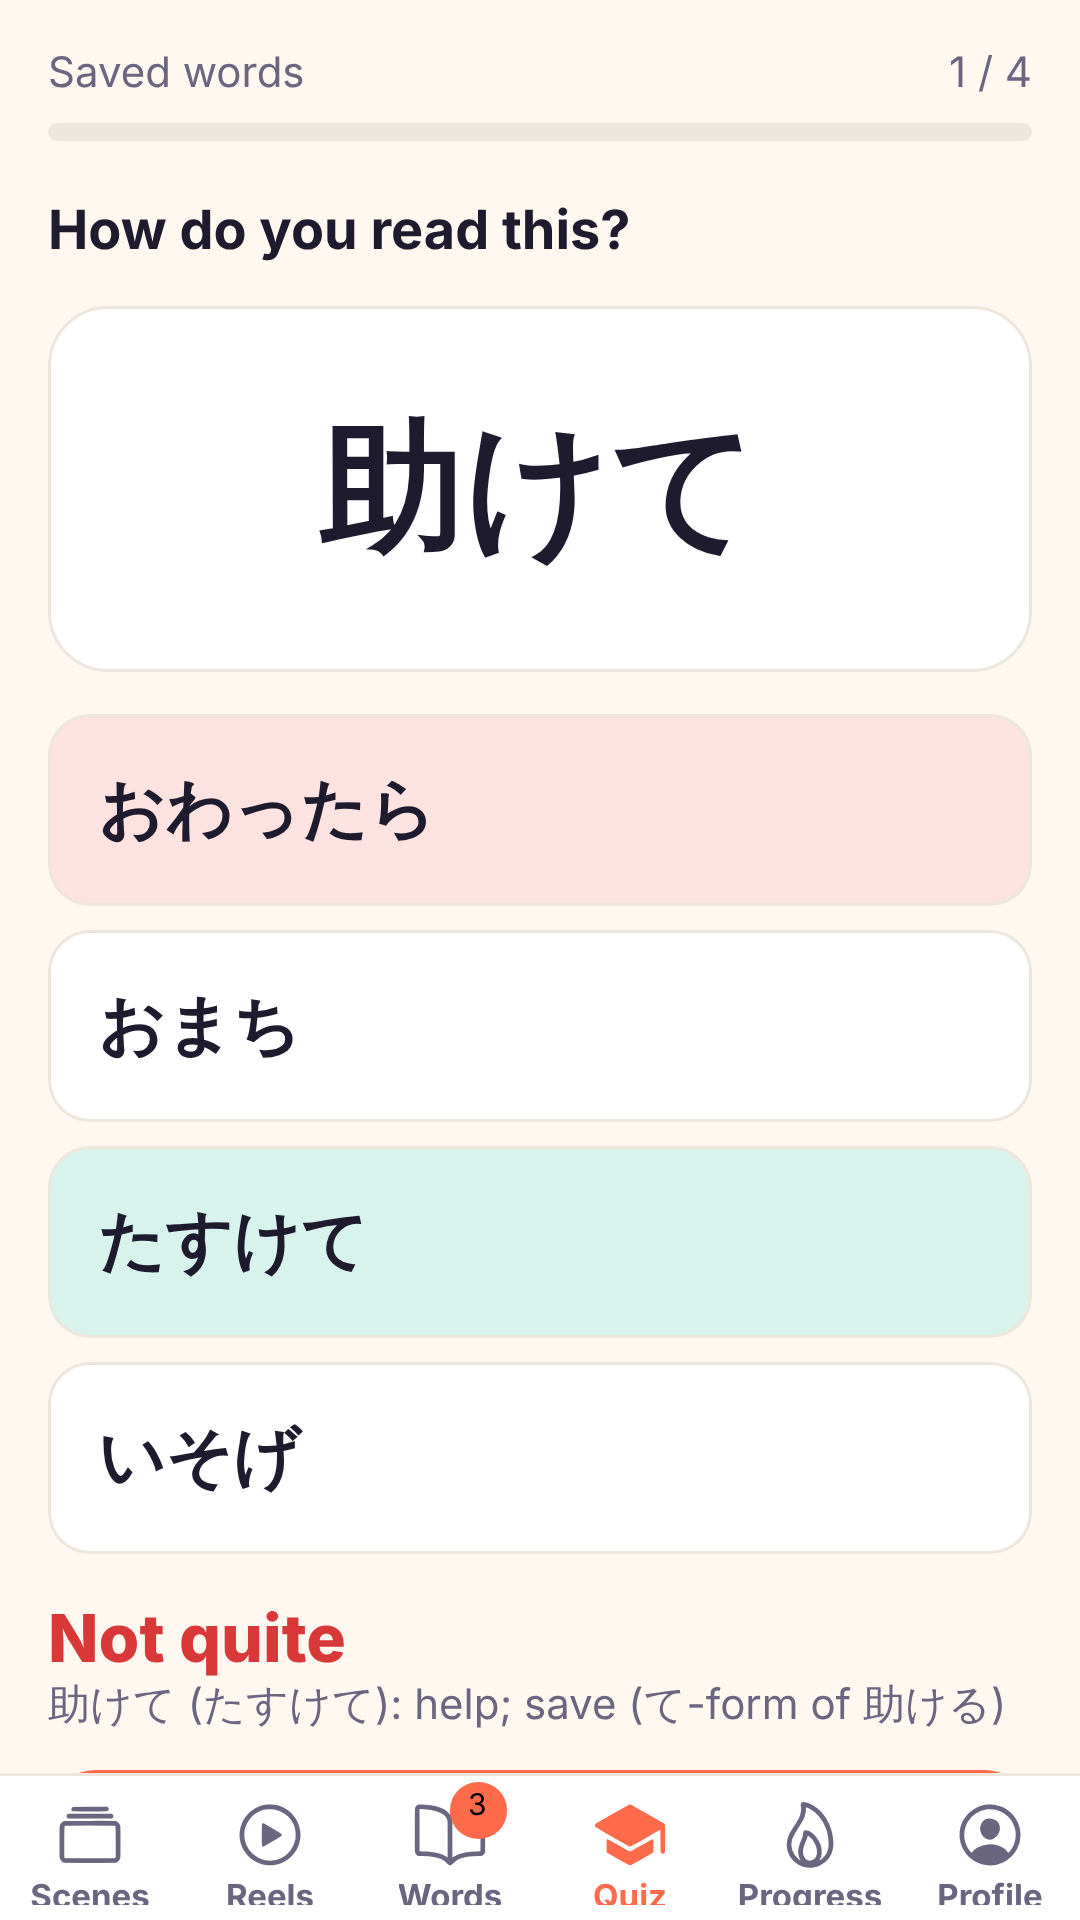 Saved words
1 / 4
How do you read this?
助けて
おわったら
おまち
たすけて
いそげ
Not quite
助けて (たすけて): help; save (て-form of 助ける)
3
Scenes
Reels
Words
Quiz
Progress
Profile